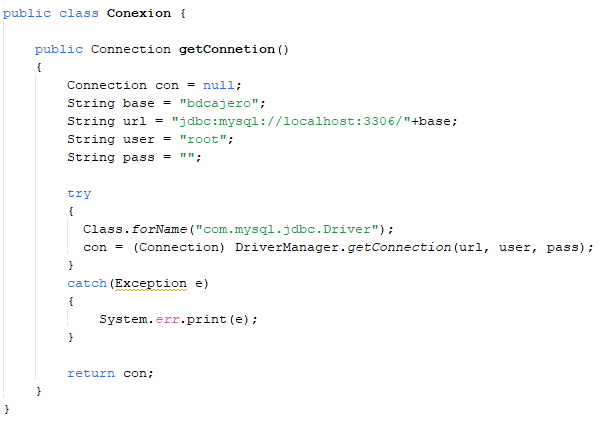 public class Conexion {
public Connection getConnetion()
{
Connection con = null;
String base = "bdcajero";
String url = "jdbc:mysql://localhost:3306/"+base;
String user = "root";
String pass = "";
try
{
Class.forName("com.mysql.jdbc.Driver");
con = (Connection) DriverManager.getConnection(url, user, pass);
}
catch(Exception e)
{
System.err.print(e);
}
return con;
}
}